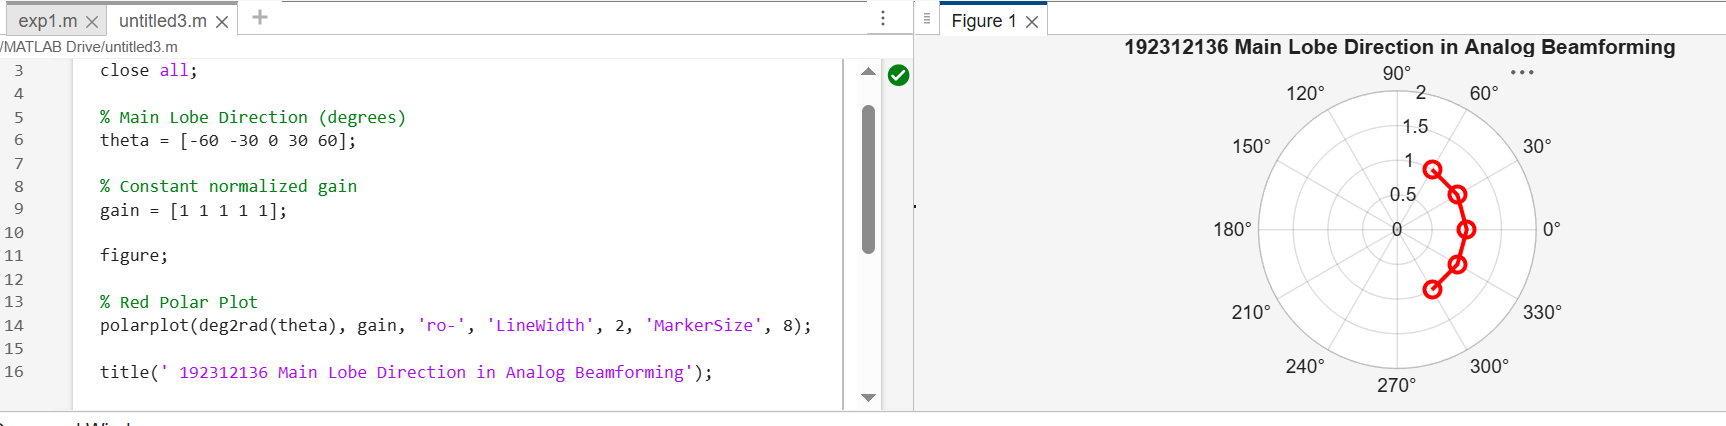 exp1.m × untitled3.m × +
/MATLAB Drive/untitled3.m
3 close all;
4
5 % Main Lobe Direction (degrees)
6 theta = [-60 -30 0 30 60];
7
8 % Constant normalized gain
9 gain = [1 1 1 1 1];
10
11 figure;
12
13 % Red Polar Plot
14 polarplot(deg2rad(theta), gain, 'ro-', 'LineWidth', 2, 'MarkerSize', 8);
15
16 title(' 192312136 Main Lobe Direction in Analog Beamforming');
Figure 1 ×
192312136 Main Lobe Direction in Analog Beamforming
90°
120° 2 60°
1.5
150° 1 30°
0.5
180° 0 0°
210° 330°
240° 300°
270°